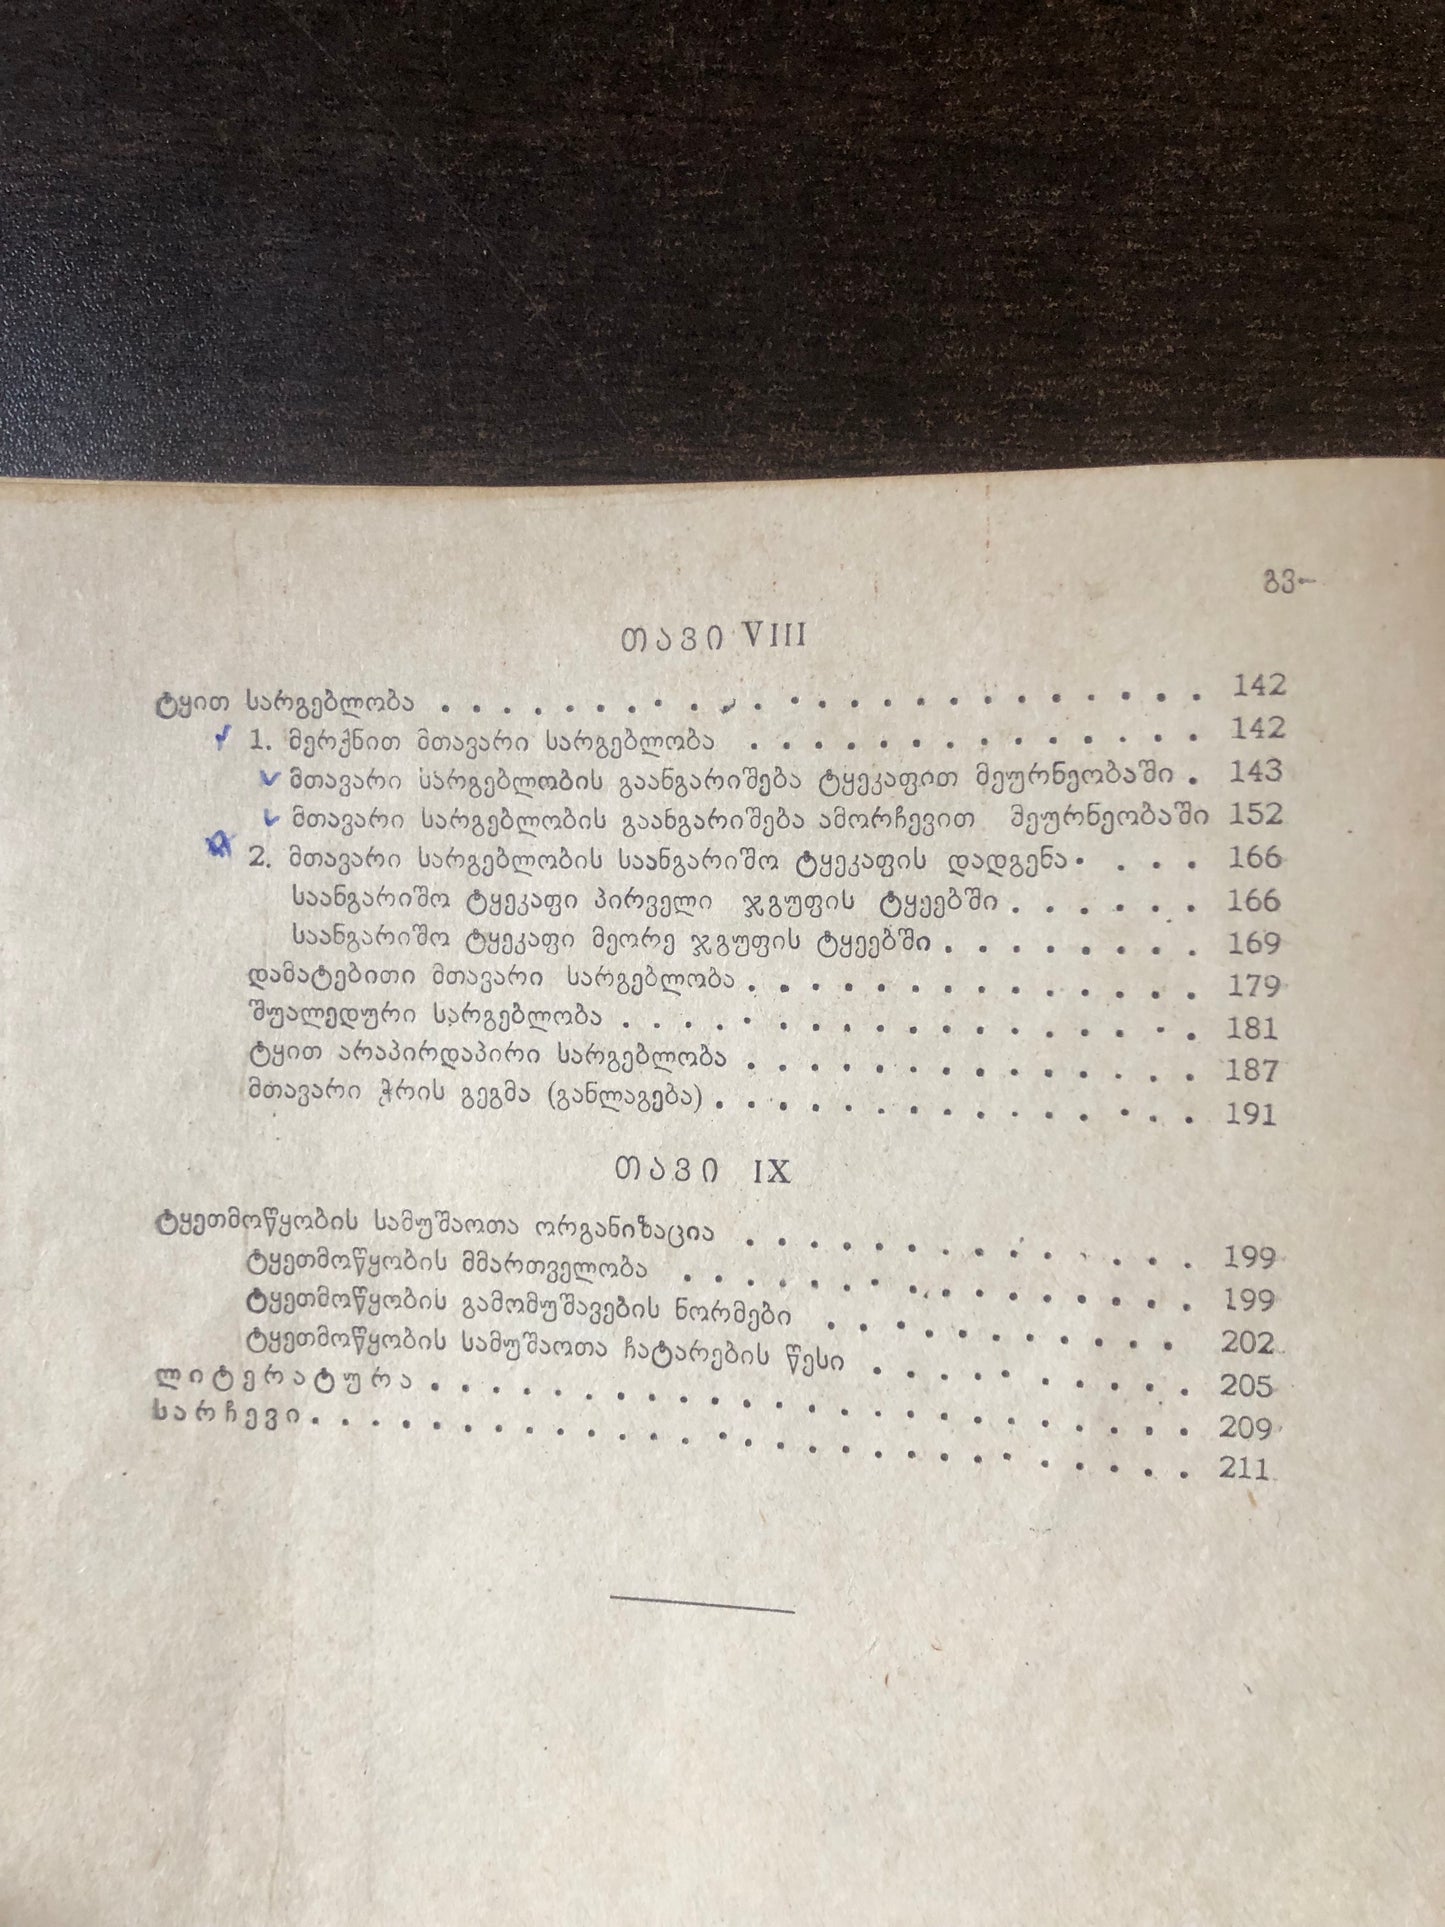 გვ-
თავი VIII
ტყით სარგებლობა . . . . . . . . . . . . . . . . . . . . . . . . 142
1. მერქნით მთავარი სარგებლობა . . . . . . . . . . . . . . 142
მთავარი სარგებლობის გაანგარიშება ტყეკაფით მეურნეობაში . 143
მთავარი სარგებლობის გაანგარიშება ამორჩევით მეურნეობაში 152
2. მთავარი სარგებლობის საანგარიშო ტყეკაფის დადგენა . . . . 166
საანგარიშო ტყეკაფი პირველი ჯგუფის ტყეებში . . . . . . 166
საანგარიშო ტყეკაფი მეორე ჯგუფის ტყეებში . . . . . . . . 169
დამატებითი მთავარი სარგებლობა . . . . . . . . . . . . . . 179
შუალედური სარგებლობა . . . . . . . . . . . . . . . . . . 181
ტყით არაპირდაპირი სარგებლობა . . . . . . . . . . . . . . 187
მთავარი ჭრის გეგმა (განლაგება) . . . . . . . . . . . . . . . 191
თავი IX
ტყეთმოწყობის სამუშაოთა ორგანიზაცია . . . . . . . . . . . . . . 199
ტყეთმოწყობის მმართველობა . . . . . . . . . . . . . . . . 199
ტყეთმოწყობის გამომუშავების ნორმები . . . . . . . . . . . 202
ტყეთმოწყობის სამუშაოთა ჩატარების წესი . . . . . . . . . . 205
ლიტერატურა . . . . . . . . . . . . . . . . . . . . . . . . 209
სარჩევი . . . . . . . . . . . . . . . . . . . . . . . . . . . . 211